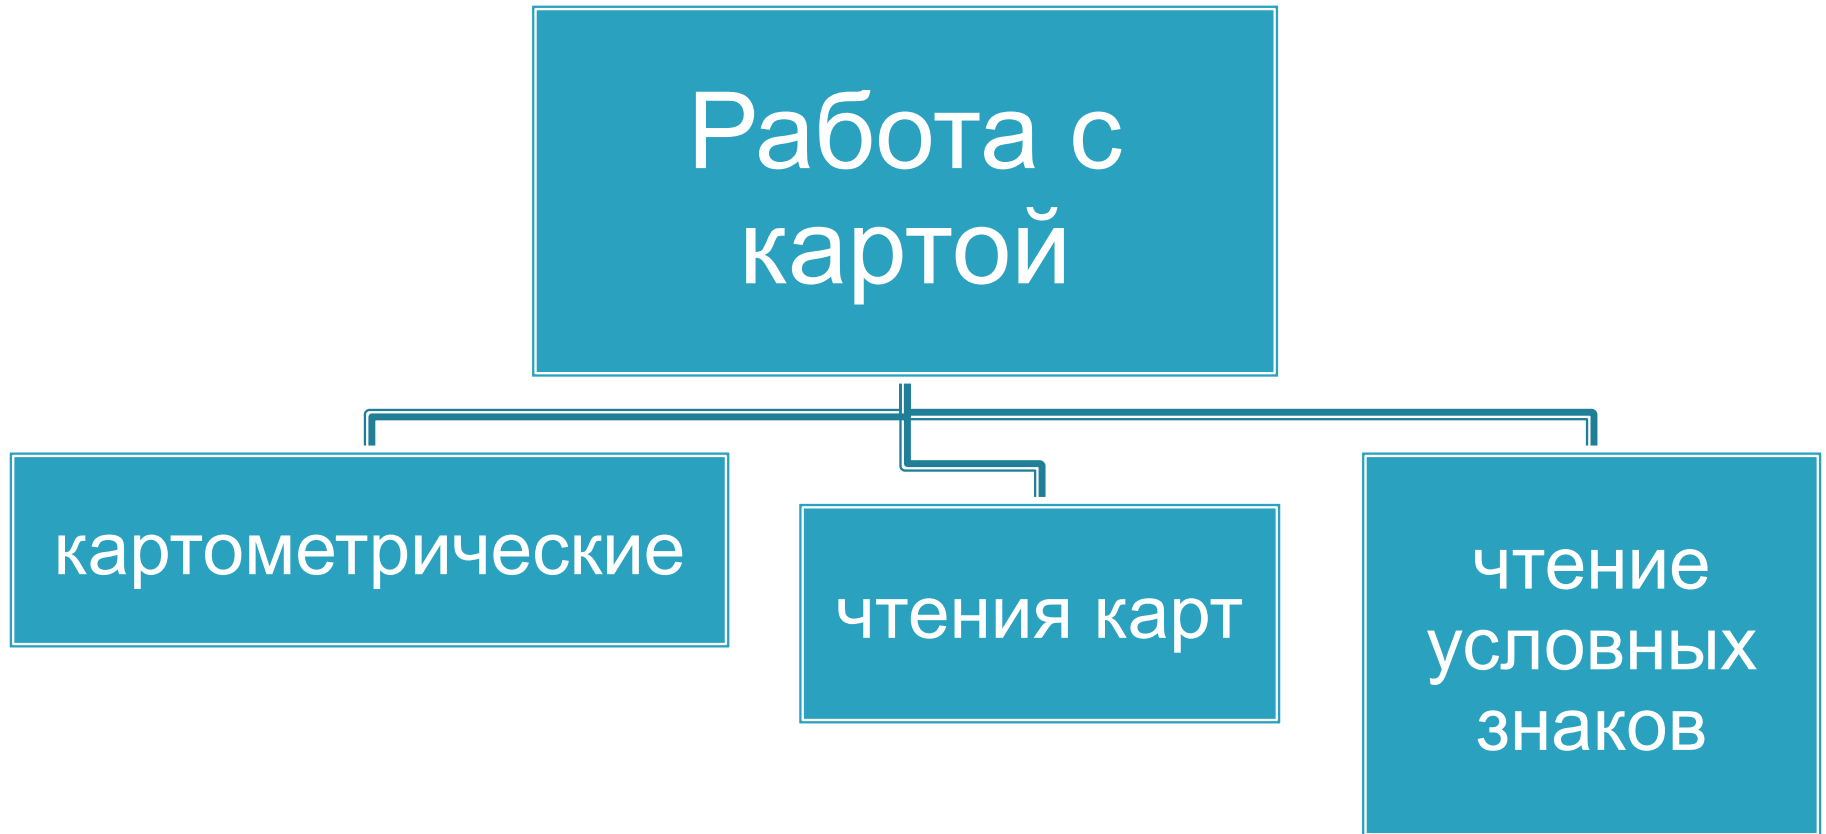 Работа с
картой
картометрические
чтения карт
чтение
условных
знаков